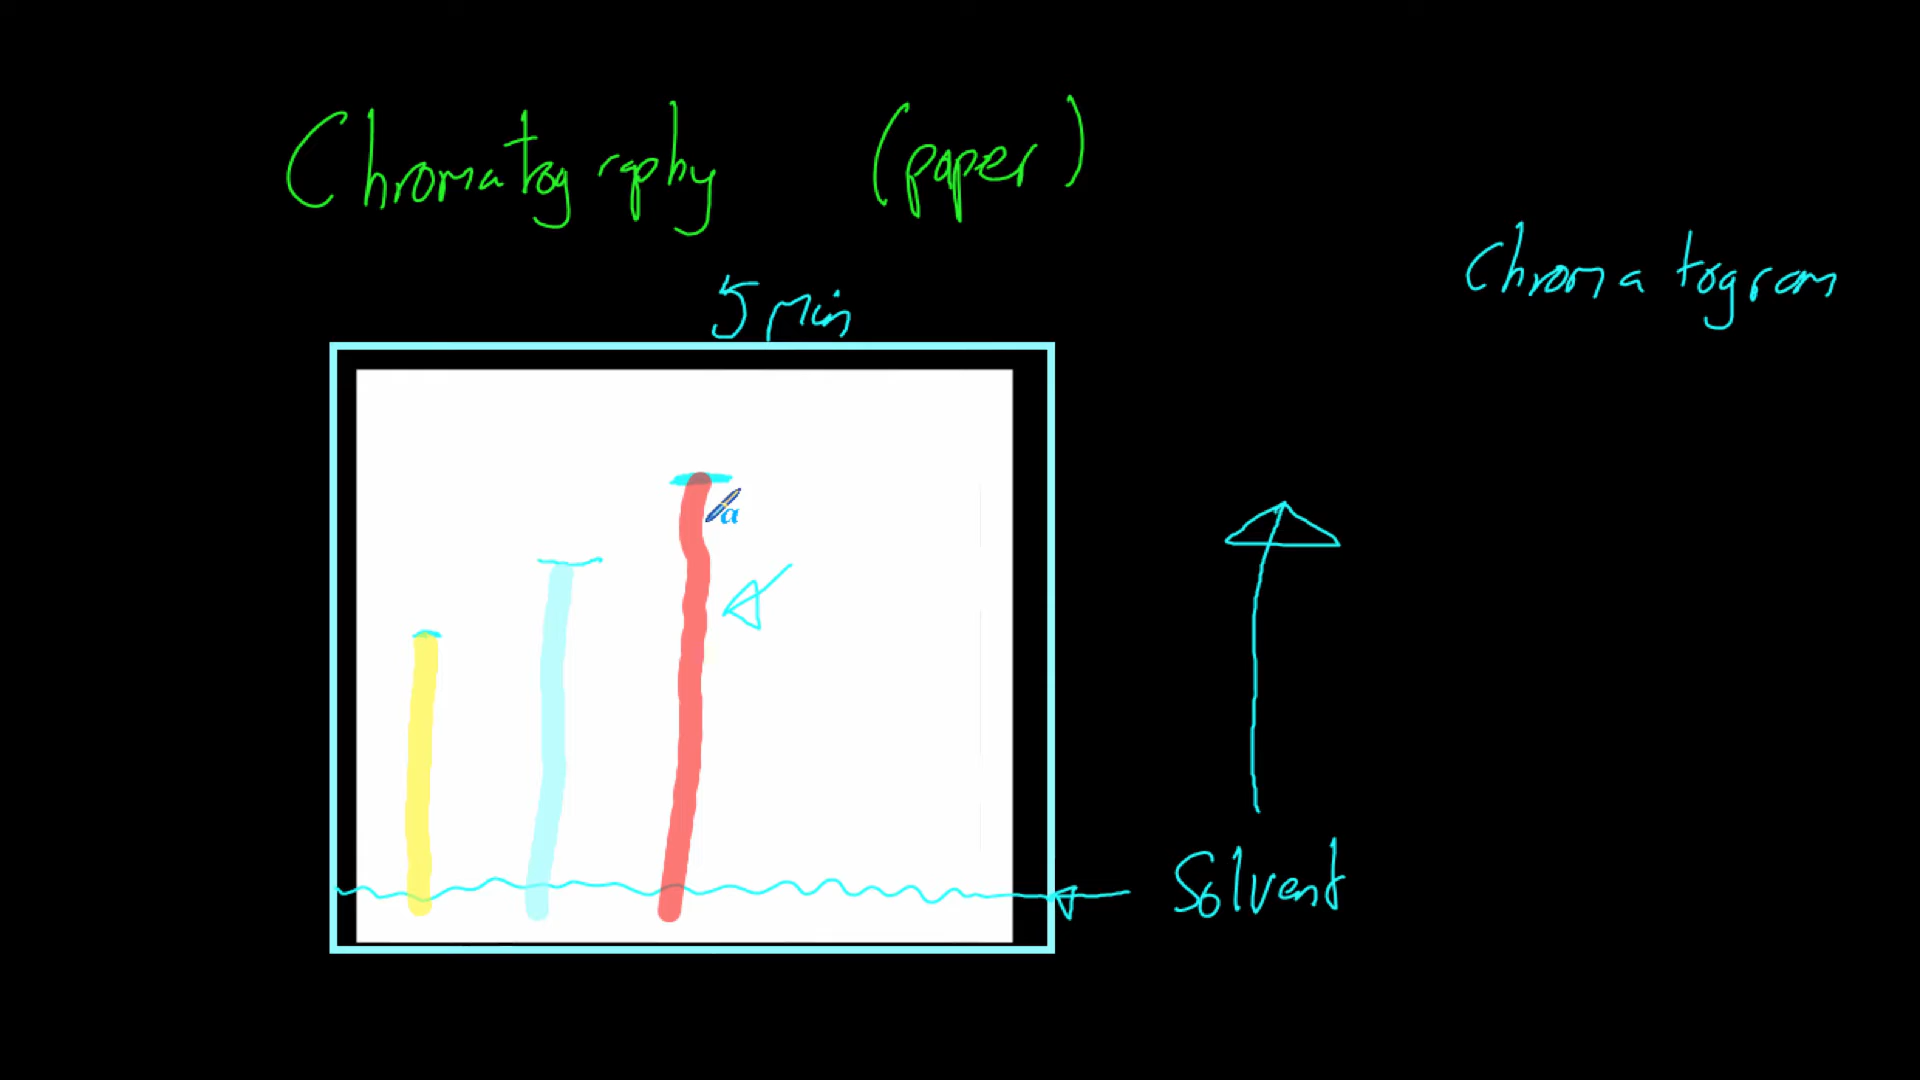 Chromatography (paper)
Chromatogram
5 min
a
Solvent